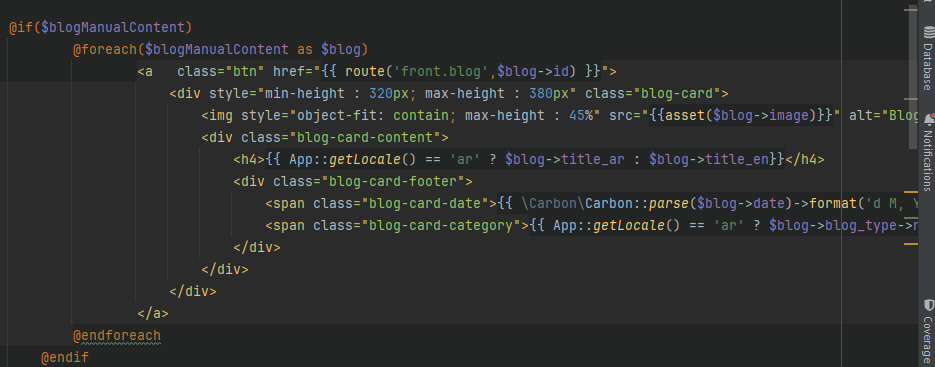 @if($blogManualContent)
@foreach($blogManualContent as $blog)
<a   class="btn" href="{{ route('front.blog',$blog->id) }}">
<div style="min-height : 320px; max-height : 380px" class="blog-card">
<img style="object-fit: contain; max-height : 45%" src="{{asset($blog->image)}}" alt="Blog
<div class="blog-card-content">
<h4>{{ App::getLocale() == 'ar' ? $blog->title_ar : $blog->title_en}}</h4>
<div class="blog-card-footer">
<span class="blog-card-date">{{ \Carbon\Carbon::parse($blog->date)->format('d M, Y
<span class="blog-card-category">{{ App::getLocale() == 'ar' ? $blog->blog_type->n
</div>
</div>
</div>
</a>
@endforeach
@endif
Database
Notifications
Coverage